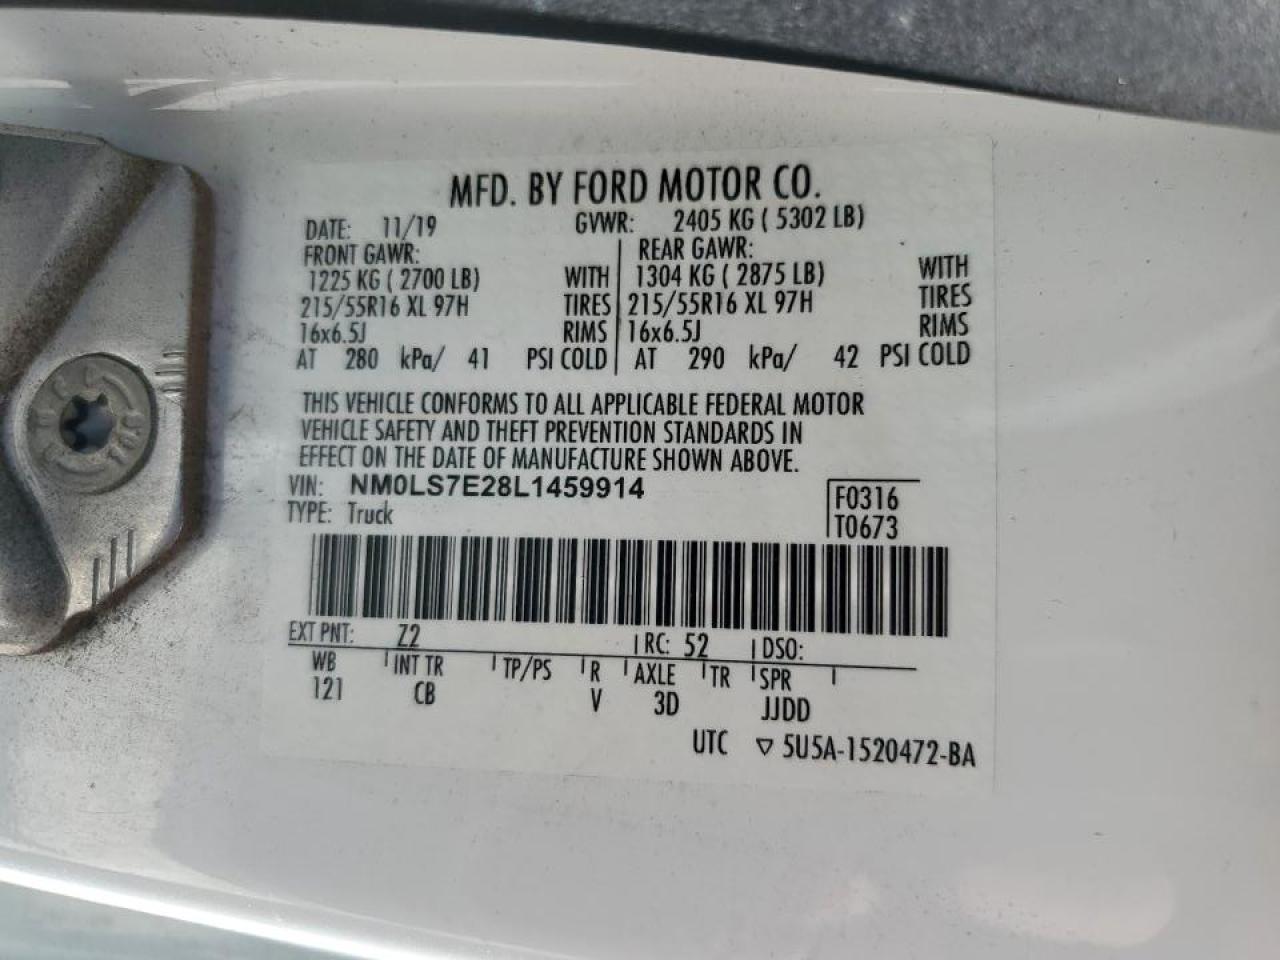 MFD. BY FORD MOTOR CO.
DATE: 11/19 GVWR: 2405 KG ( 5302 LB)
FRONT GAWR: REAR GAWR:
1225 KG ( 2700 LB) WITH 1304 KG ( 2875 LB) WITH
215/55R16 XL 97H TIRES 215/55R16 XL 97H TIRES
16x6.5J RIMS 16x6.5J RIMS
AT 280 kPa/ 41 PSI COLD AT 290 kPa/ 42 PSI COLD
THIS VEHICLE CONFORMS TO ALL APPLICABLE FEDERAL MOTOR
VEHICLE SAFETY AND THEFT PREVENTION STANDARDS IN
EFFECT ON THE DATE OF MANUFACTURE SHOWN ABOVE.
VIN: NM0LS7E28L1459914 F0316
TYPE: Truck T0673
EXT PNT: Z2 RC: 52 DSO:
WB INT TR TP/PS R AXLE TR SPR
121 CB V 3D JJDD
UTC ▽ 5U5A-1520472-BA